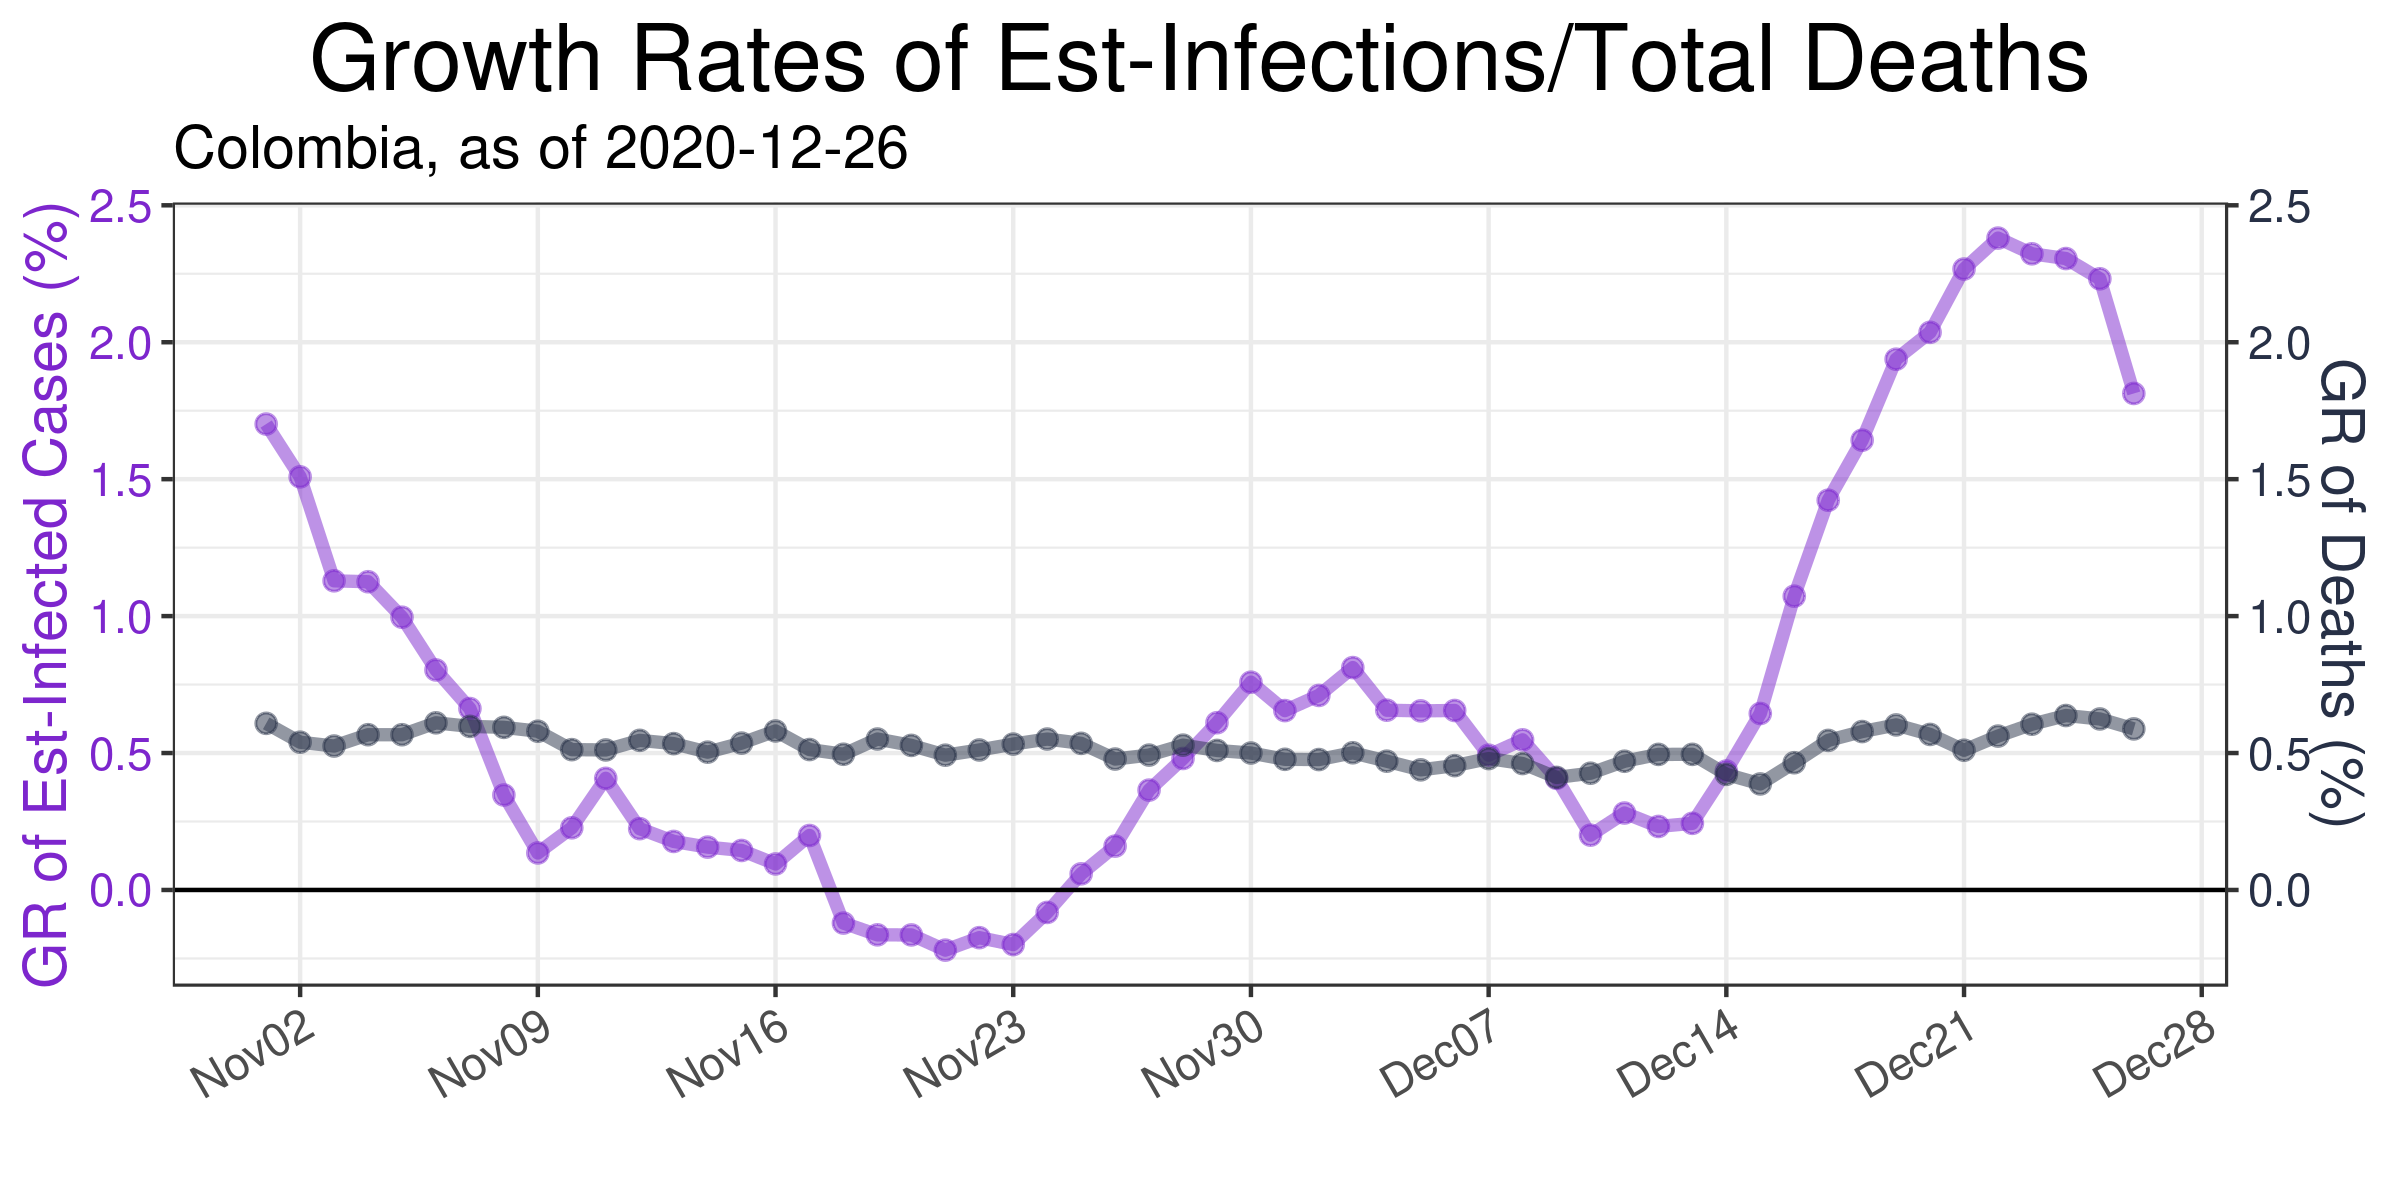 Growth Rates of Est-Infections/Total Deaths
Colombia, as of 2020-12-26
GR of Est-Infected Cases (%)
2.5
2.0
1.5
1.0
0.5
0.0
2.5
2.0
1.5
1.0
0.5
0.0
GR of Deaths (%)
Nov02
Nov09
Nov16
Nov23
Nov30
Dec07
Dec14
Dec21
Dec28